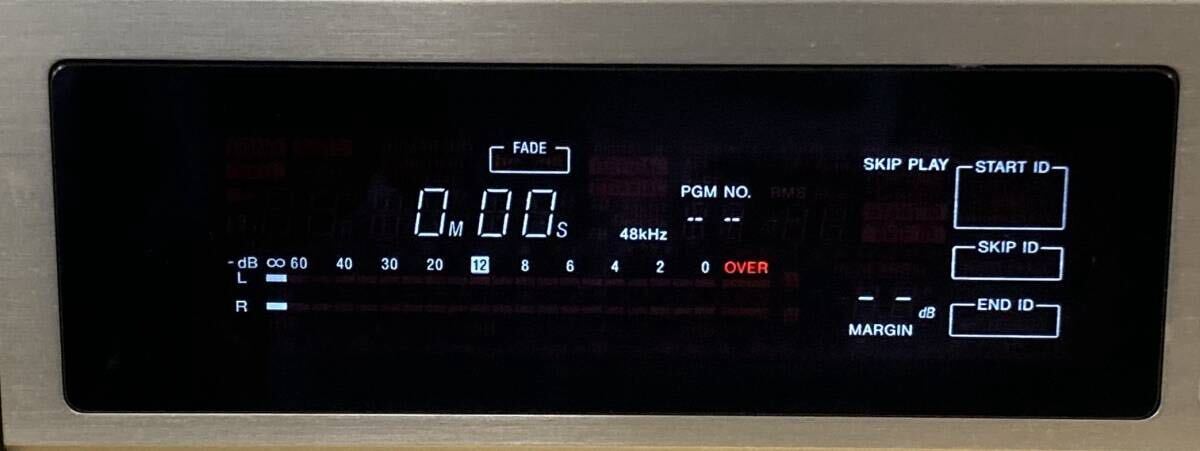 FADE
SKIP PLAY START ID
PGM NO.
0M 00S 48kHz -- --
SKIP ID
-dB ∞ 60 40 30 20 12 8 6 4 2 0 OVER
L
R
-- -- dB
END ID
MARGIN